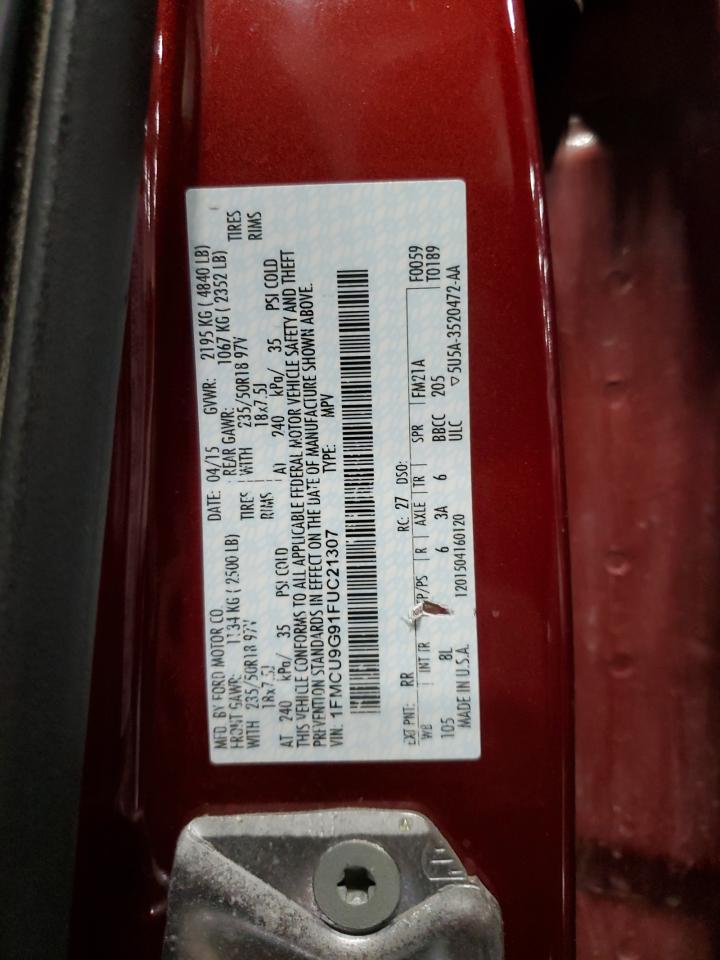 MFD. BY FORD MOTOR CO. DATE: 04/15 GVWR: 2195 KG ( 4840 LB)
FRONT GAWR: 1134 KG ( 2500 LB) REAR GAWR: 1067 KG ( 2352 LB)
WITH 235/50R18 97V TIRES WITH 235/50R18 97V TIRES
18x7.5J RIMS 18x7.5J RIMS
AT 240 kPa/ 35 PSI COLD AT 240 kPa/ 35 PSI COLD
THIS VEHICLE CONFORMS TO ALL APPLICABLE FEDERAL MOTOR VEHICLE SAFETY AND THEFT
PREVENTION STANDARDS IN EFFECT ON THE DATE OF MANUFACTURE SHOWN ABOVE.
VIN: 1FMCU9G91FUC21307 TYPE: MPV
EXT PNT: RR RC: 27 DSO: F0059
WB INT TR TP/PS R AXLE TR SPR FM21A T0189
105 8L 6 3A 6 BBCC 205
MADE IN U.S.A. 1201504160120 ULC ▽5U5A-3520472-AA